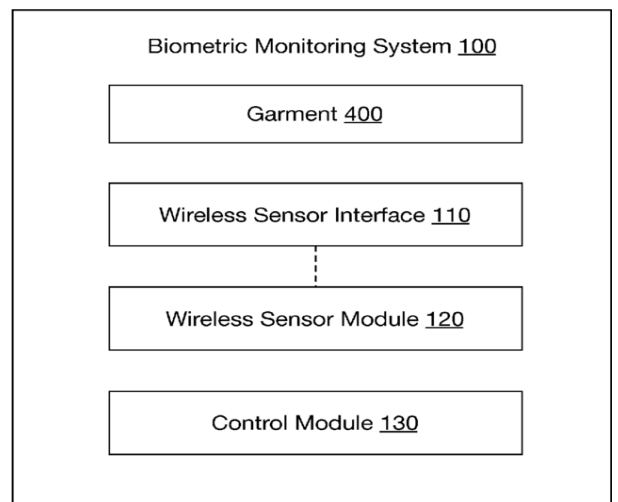 Biometric Monitoring System 100
Garment 400
Wireless Sensor Interface 110
Wireless Sensor Module 120
Control Module 130